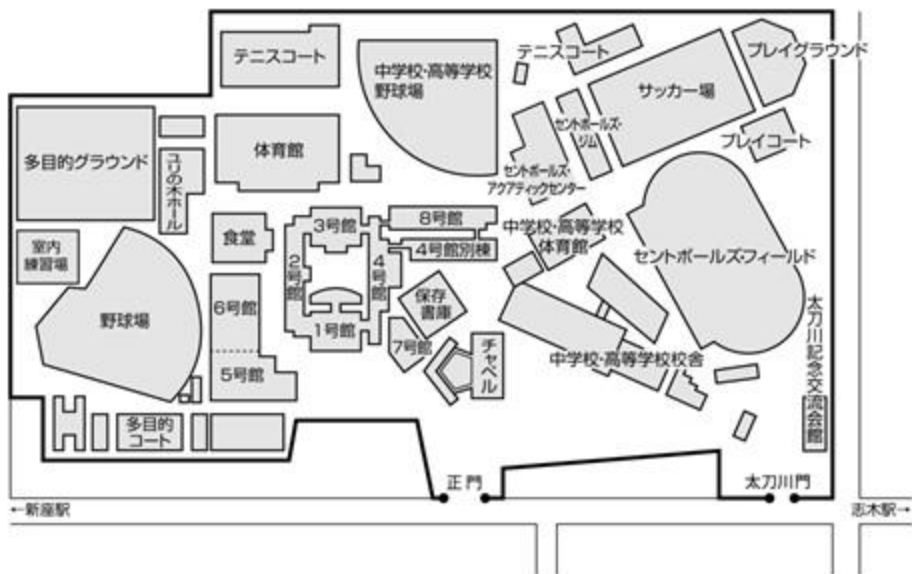 テニスコート
中学校・高等学校
野球場
テニスコート
プレイグラウンド
サッカー場
セントポールズ・
ジム
プレイコート
セントポールズ・
アクアティックセンター
多目的グラウンド
ユリの木ホール
体育館
室内
練習場
食堂
3号館
2号館
4号館
1号館
8号館
4号館別棟
中学校・高等学校
体育館
セントポールズ・フィールド
野球場
6号館
5号館
保存
書庫
7号館
チャペル
中学校・高等学校校舎
太刀川記念交流会館
多目的
コート
正門
太刀川門
←新座駅
志木駅→